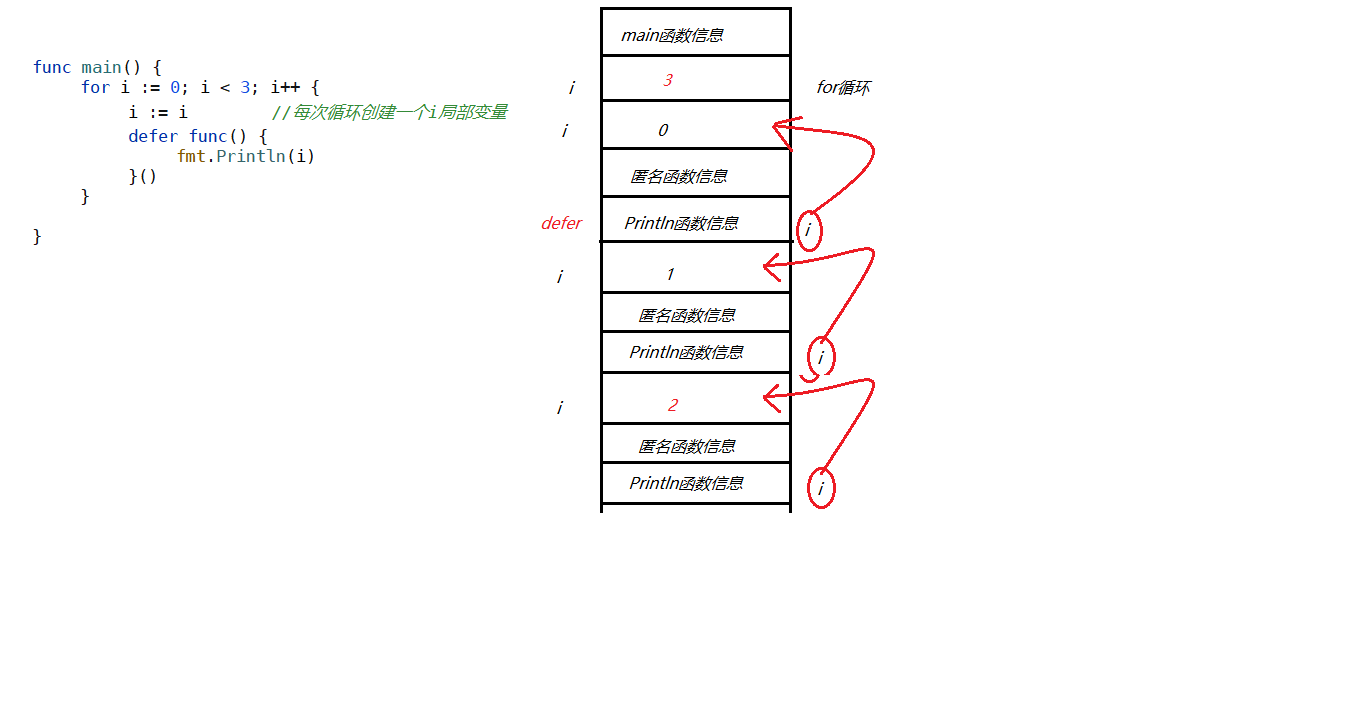 func main() {
for i := 0; i < 3; i++ {
i := i //每次循环创建一个i局部变量
defer func() {
fmt.Println(i)
}()
}
}
main函数信息
i 3 for循环
i 0
匿名函数信息
defer Println函数信息 i
i 1
匿名函数信息
Println函数信息 i
i 2
匿名函数信息
Println函数信息 i